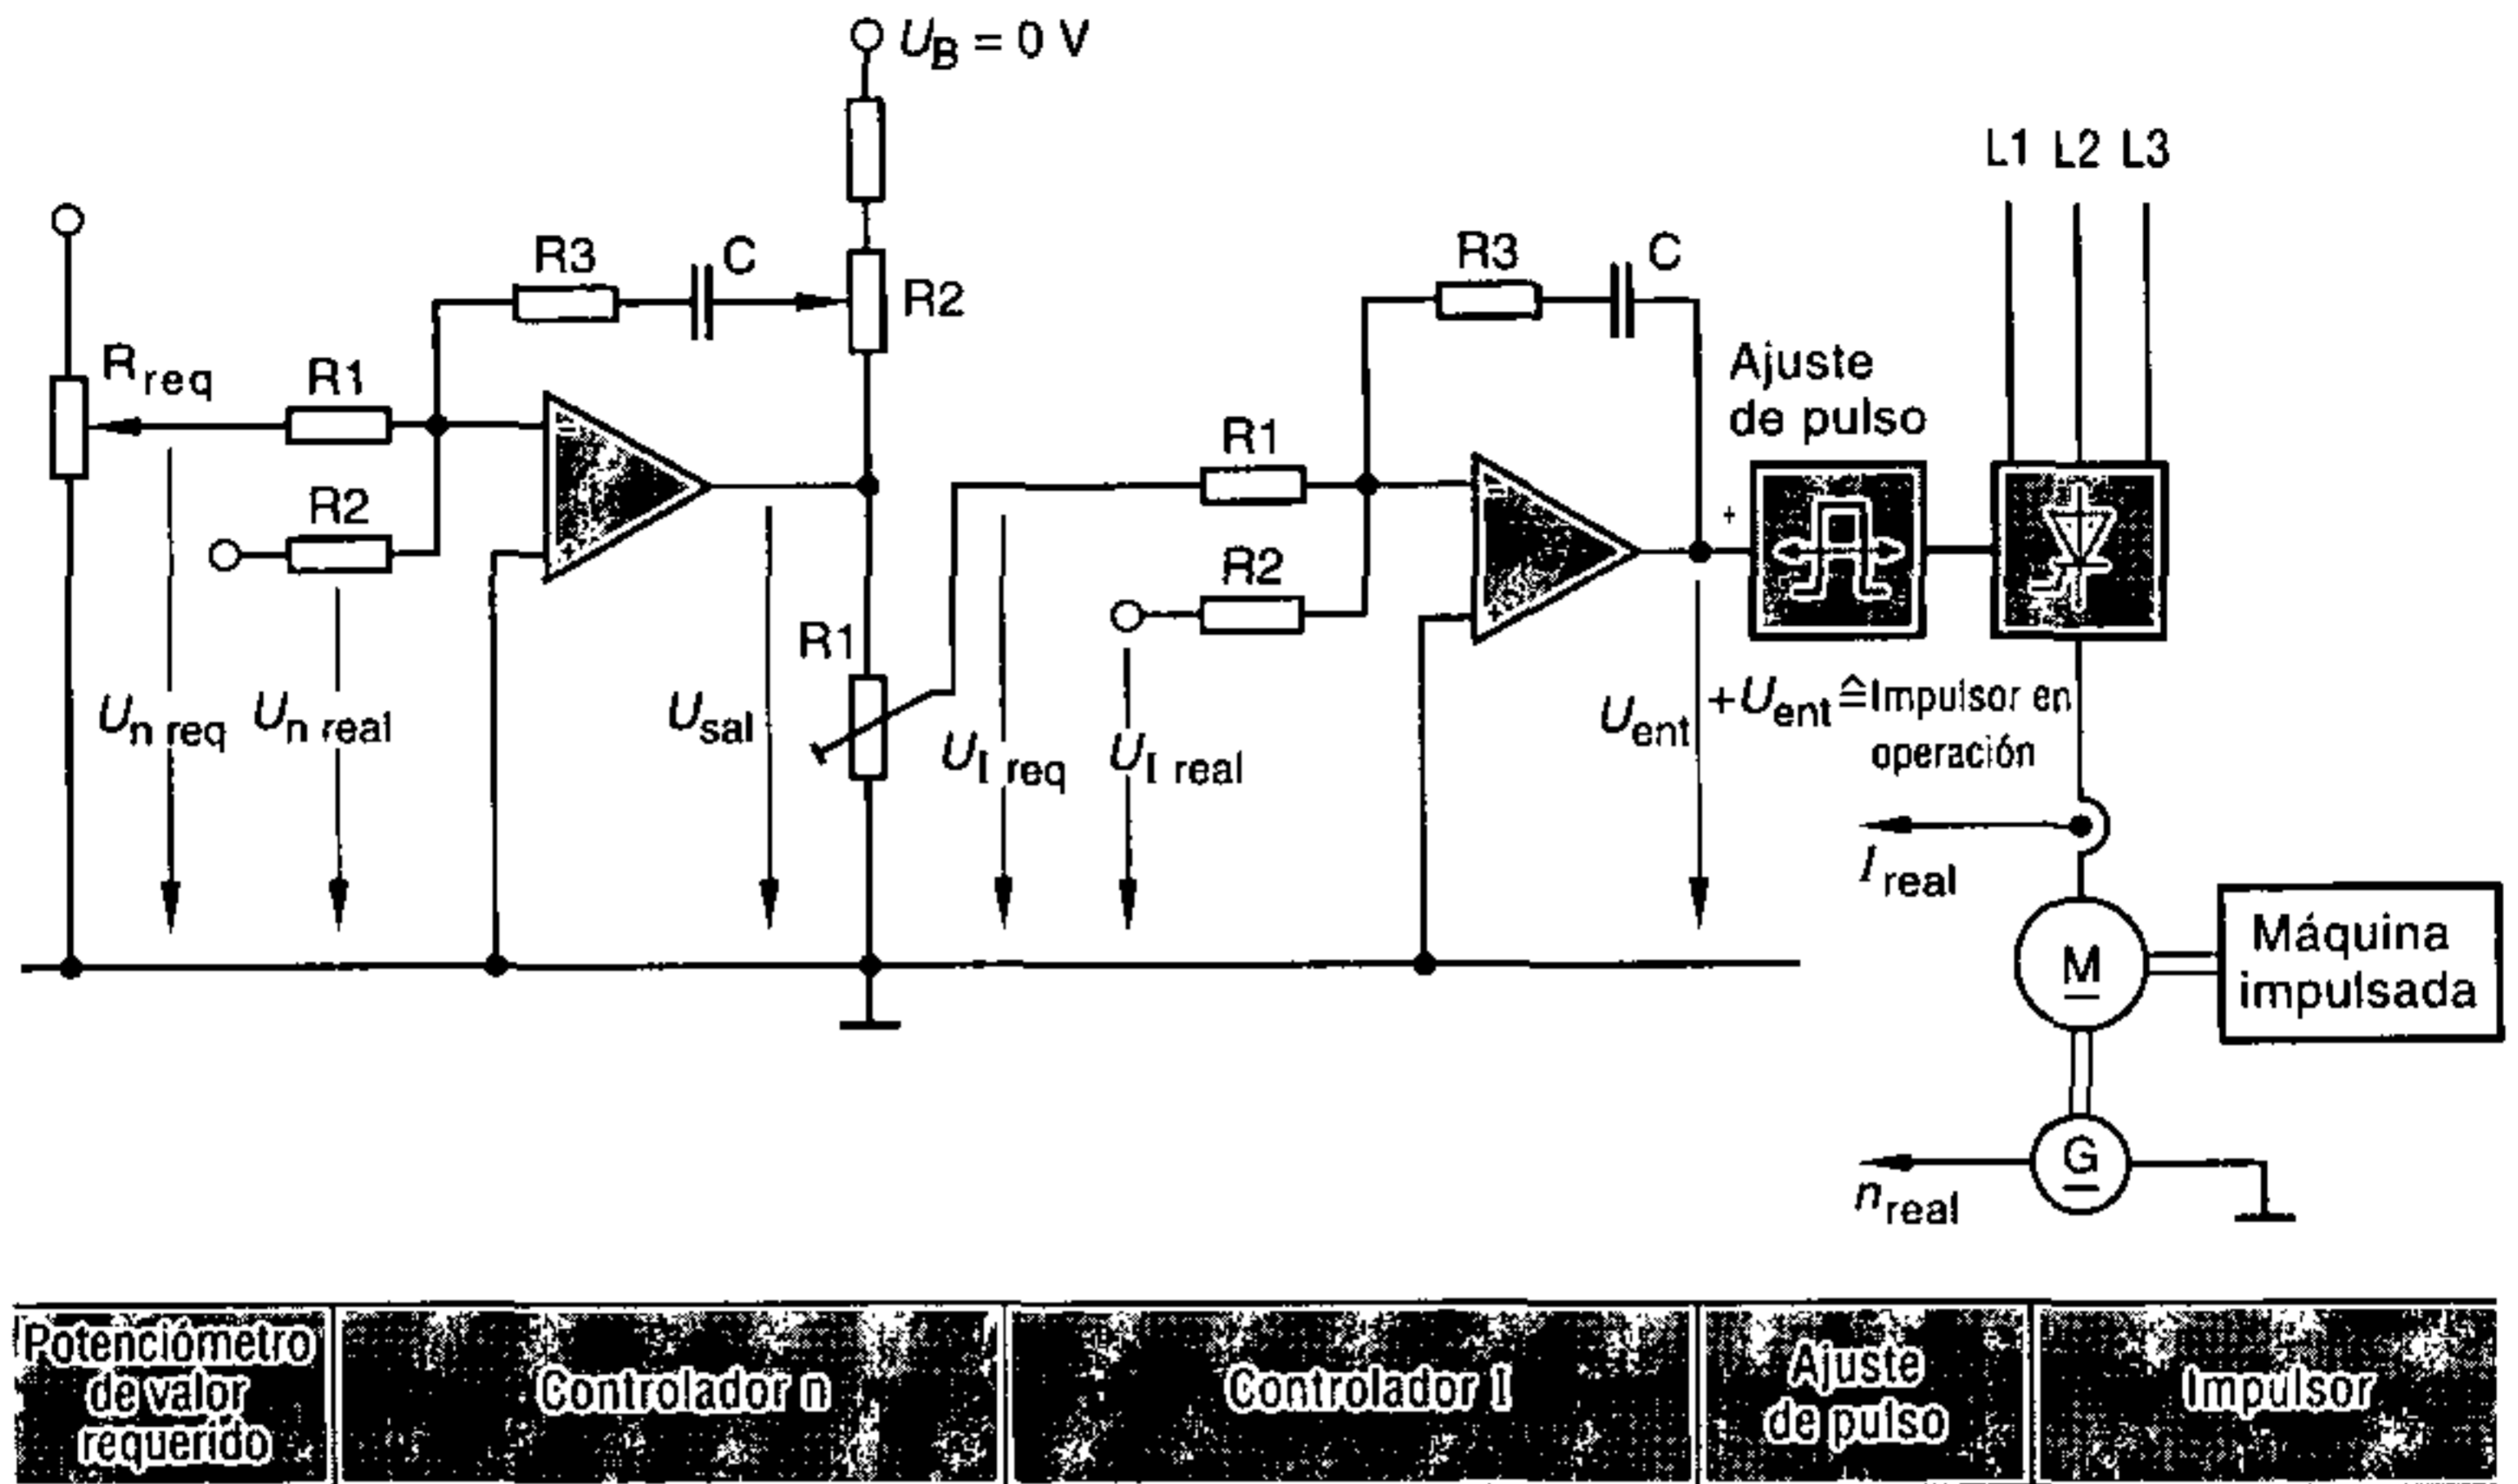 U_B = 0 V
L1 L2 L3
R3
C
R2
R3
C
R_req
R1
R2
R1
R2
Ajuste
de pulso
+
-
+
-
+
R1
U_n req
U_n real
U_sal
U_I req
U_I real
U_ent
+U_ent ≙ Impulsor en
operación
I_real
M
Máquina
impulsada
G
n_real
Potenciómetro
de valor
requerido
Controlador n
Controlador I
Ajuste
de pulso
Impulsor